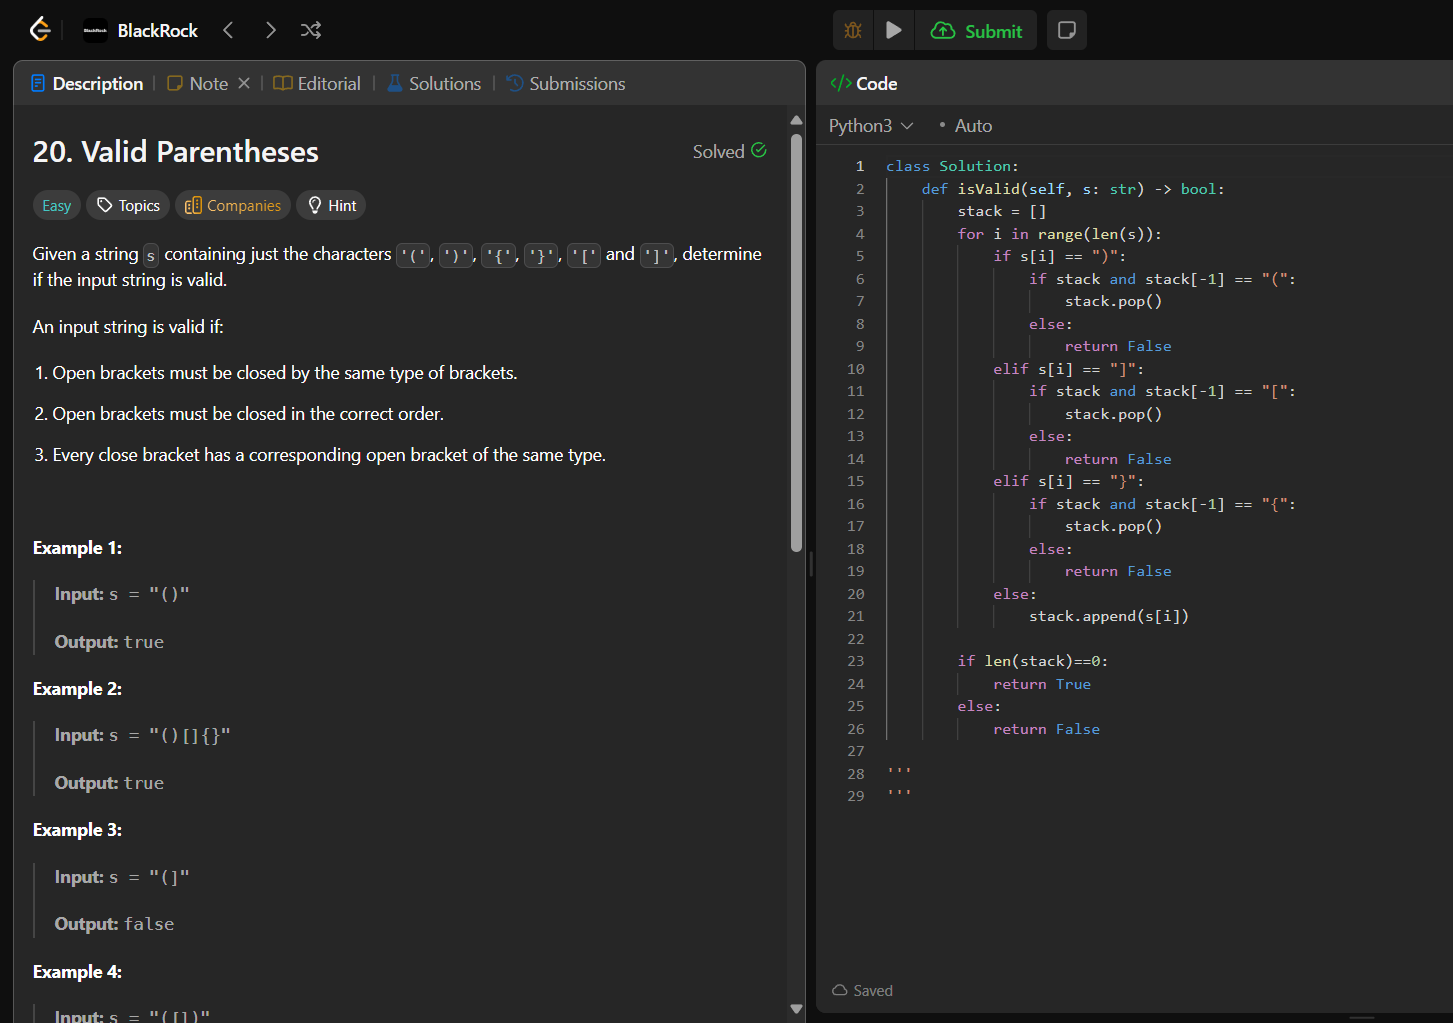 BlackRock
Submit
Description
Note
Editorial
Solutions
Submissions
20. Valid Parentheses
Solved
Easy
Topics
Companies
Hint
Given a string s containing just the characters '(', ')', '{', '}', '[' and ']', determine
if the input string is valid.
An input string is valid if:
1. Open brackets must be closed by the same type of brackets.
2. Open brackets must be closed in the correct order.
3. Every close bracket has a corresponding open bracket of the same type.
Example 1:
Input: s = "()"
Output: true
Example 2:
Input: s = "()[]{}"
Output: true
Example 3:
Input: s = "(]"
Output: false
Example 4:
Input: s = "([])"
</> Code
Python3
• Auto
1 class Solution:
2     def isValid(self, s: str) -> bool:
3         stack = []
4         for i in range(len(s)):
5             if s[i] == ")":
6                 if stack and stack[-1] == "(":
7                     stack.pop()
8                 else:
9                     return False
10             elif s[i] == "]":
11                 if stack and stack[-1] == "[":
12                     stack.pop()
13                 else:
14                     return False
15             elif s[i] == "}":
16                 if stack and stack[-1] == "{":
17                     stack.pop()
18                 else:
19                     return False
20             else:
21                 stack.append(s[i])
22
23         if len(stack)==0:
24             return True
25         else:
26             return False
27
28 '''
29 '''
Saved